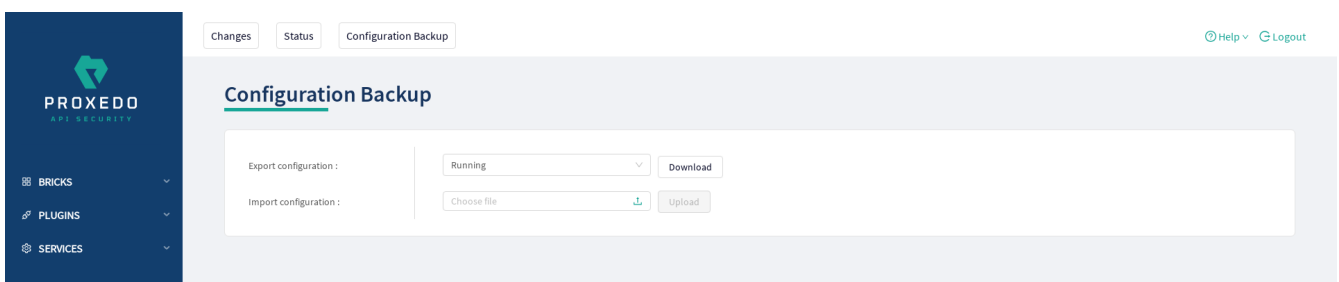 Changes Status Configuration Backup Help Logout
PROXEDO
API SECURITY
Configuration Backup
Export configuration : Running Download
Import configuration : Choose file Upload
BRICKS
PLUGINS
SERVICES